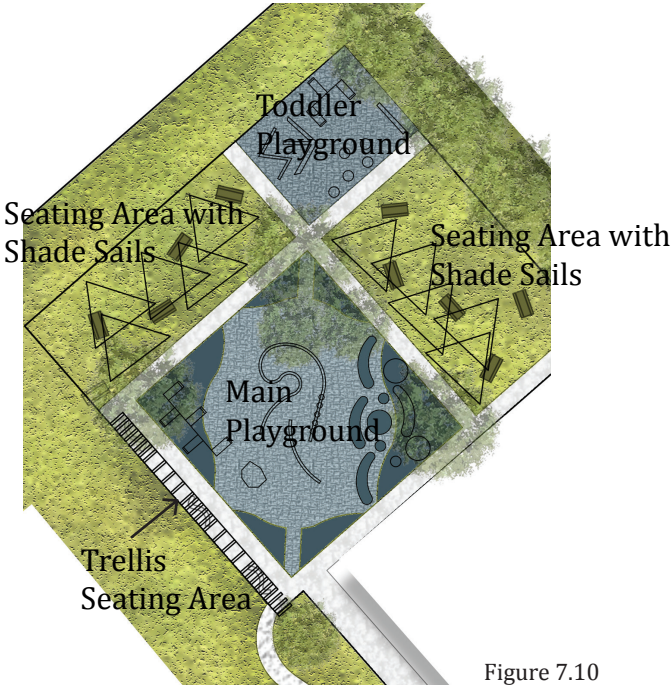 Toddler
Playground
Seating Area with
Shade Sails
Seating Area with
Shade Sails
Main
Playground
Trellis
Seating Area
Figure 7.10